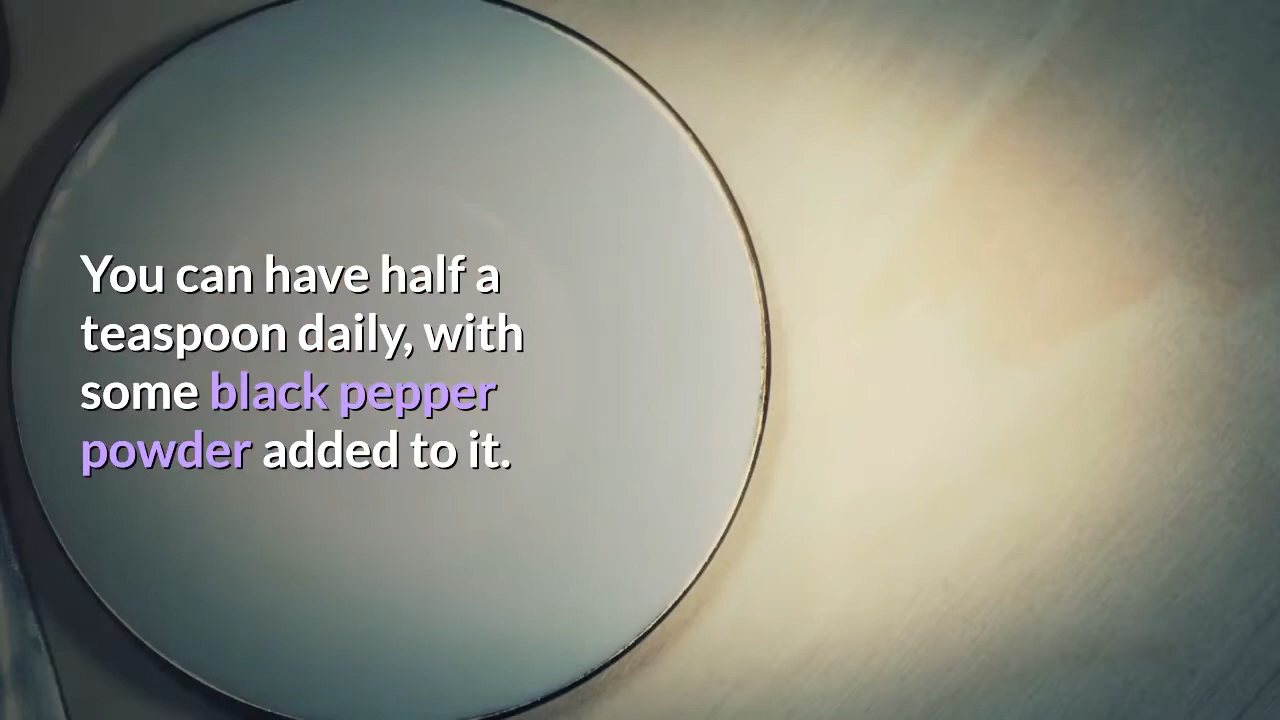 You can have half a
teaspoon daily, with
some black pepper
powder added to it.